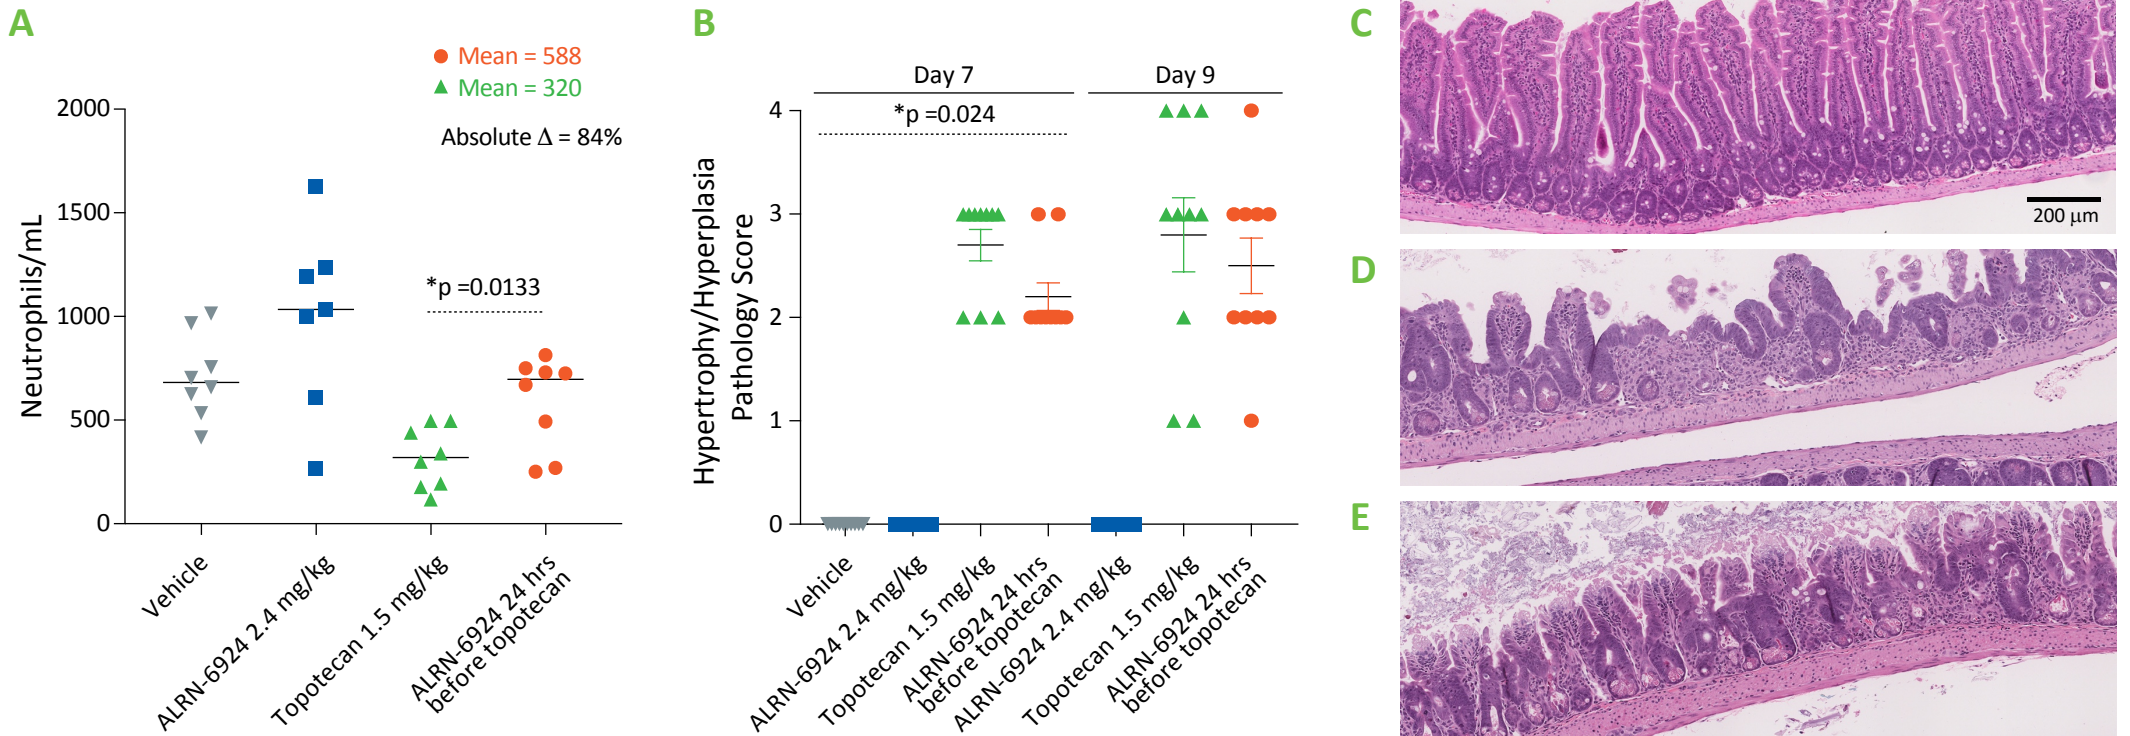 A
Mean = 588
Mean = 320
Absolute Δ = 84%
2000
1500
1000
500
0
Neutrophils/mL
*p =0.0133
Vehicle
ALRN-6924 2.4 mg/kg
Topotecan 1.5 mg/kg
ALRN-6924 24 hrs
before topotecan
B
Day 7
Day 9
*p =0.024
4
3
2
1
0
Hypertrophy/Hyperplasia
Pathology Score
Vehicle
ALRN-6924 2.4 mg/kg
Topotecan 1.5 mg/kg
ALRN-6924 24 hrs
before topotecan
ALRN-6924 2.4 mg/kg
Topotecan 1.5 mg/kg
ALRN-6924 24 hrs
before topotecan
C
200 µm
D
E